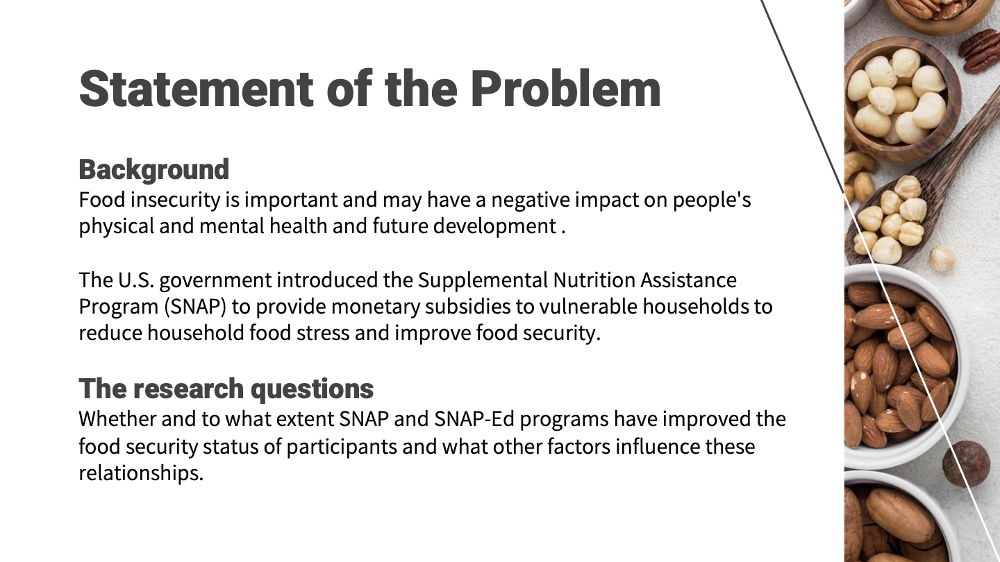 Statement of the Problem
Background
Food insecurity is important and may have a negative impact on people's
physical and mental health and future development .
The U.S. government introduced the Supplemental Nutrition Assistance
Program (SNAP) to provide monetary subsidies to vulnerable households to
reduce household food stress and improve food security.
The research questions
Whether and to what extent SNAP and SNAP-Ed programs have improved the
food security status of participants and what other factors influence these
relationships.